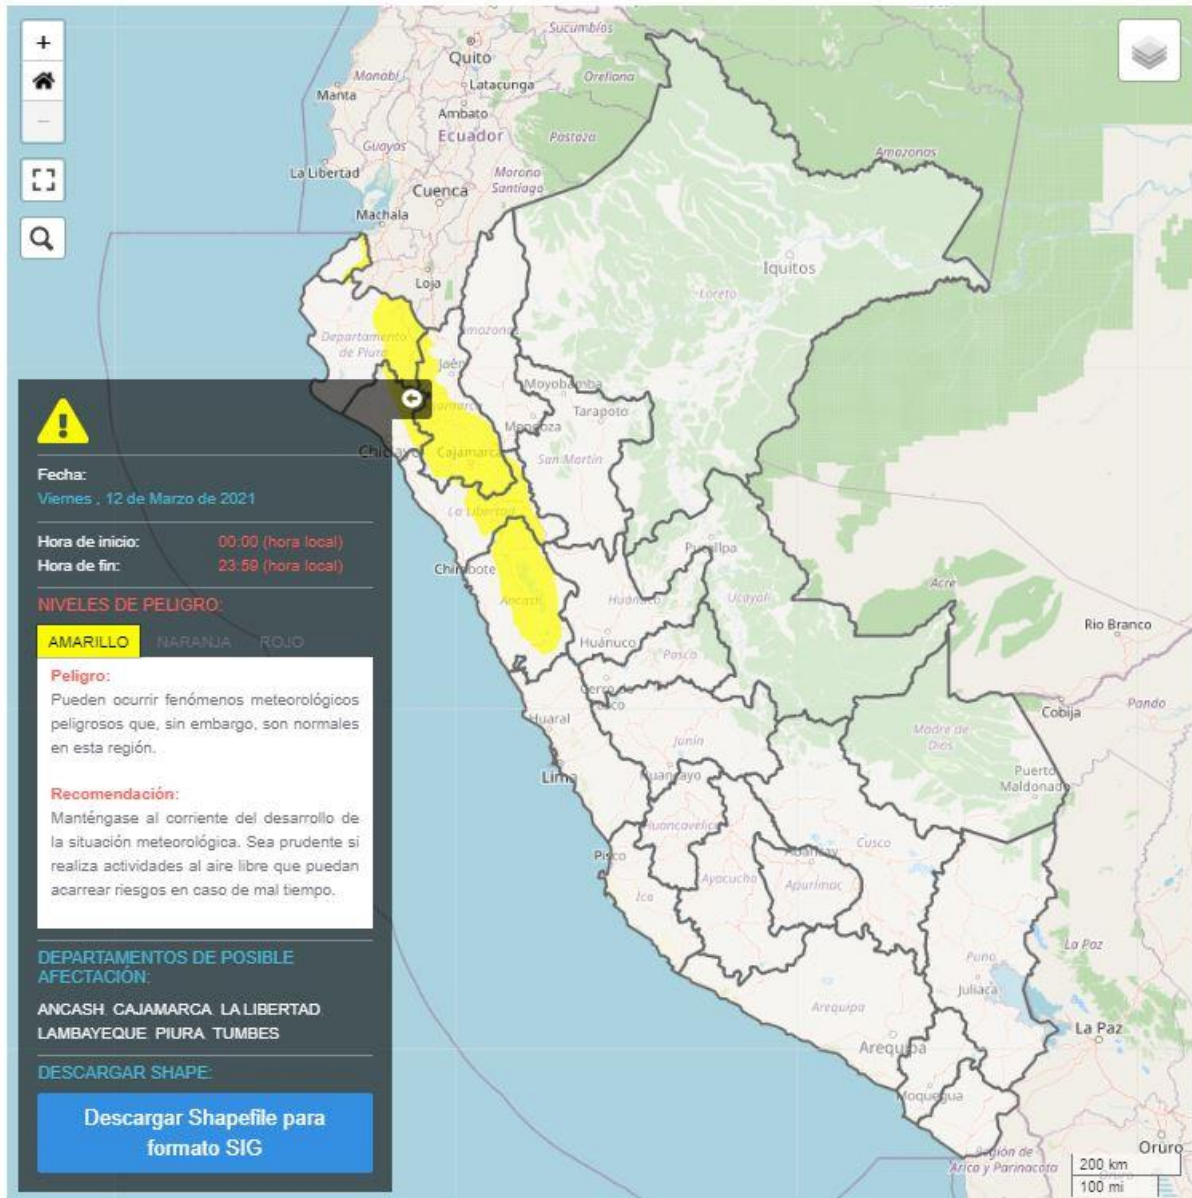 +
−
Fecha:
Viernes , 12 de Marzo de 2021
Hora de inicio: 00:00 (hora local)
Hora de fin: 23:59 (hora local)
NIVELES DE PELIGRO:
AMARILLO NARANJA ROJO
Peligro:
Pueden ocurrir fenómenos meteorológicos
peligrosos que, sin embargo, son normales
en esta región.
Recomendación:
Manténgase al corriente del desarrollo de
la situación meteorológica. Sea prudente si
realiza actividades al aire libre que puedan
acarrear riesgos en caso de mal tiempo.
DEPARTAMENTOS DE POSIBLE
AFECTACIÓN:
ANCASH CAJAMARCA LA LIBERTAD
LAMBAYEQUE PIURA TUMBES
DESCARGAR SHAPE:
Descargar Shapefile para
formato SIG
Sucumbíos
Quito
Manabí
Latacunga
Orellana
Manta
Ambato
Ecuador
Pastaza
Guayas
Amazonas
La Libertad
Morona
Santiago
Cuenca
Machala
Loja
Iquitos
Loreto
Departamento
de Piura
Jaén
Moyobamba
Tarapoto
Mendoza
San Martín
Cajamarca
La Libertad
Pucallpa
Ucayali
Acre
Rio Branco
Chimbote
Ancash
Huánuco
Huánuco
Pasco
Cerro de
Pasco
Cobija
Pando
Huaral
Junín
Madre de
Dios
Puerto
Maldonado
Lima
Huancayo
Huancavelica
Pisco
Ica
Ayacucho
Abancay
Apurímac
Cusco
Puno
La Paz
Juliaca
La Paz
Arequipa
Arequipa
Moquegua
Región de
Arica y Parinacota
Oruro
200 km
100 mi